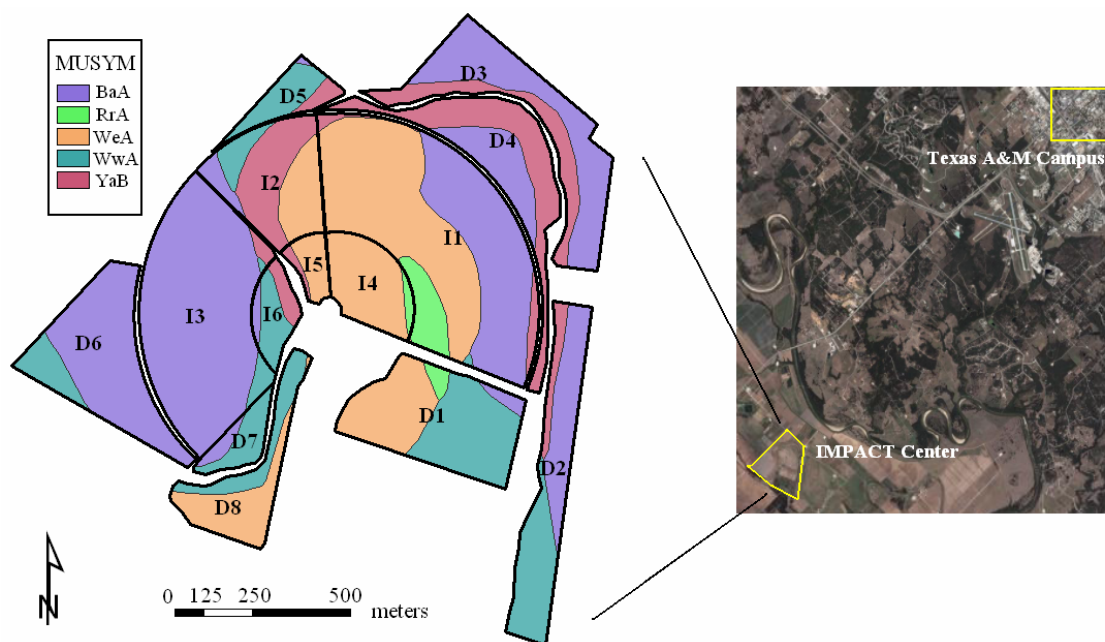 MUSYM
BaA
RrA
WeA
WwA
YaB
D3
D5
D4
I2
I1
I5
I4
I3
I6
D6
D1
D7
D2
D8
N
0 125 250 500 meters
Texas A&M Campus
IMPACT Center